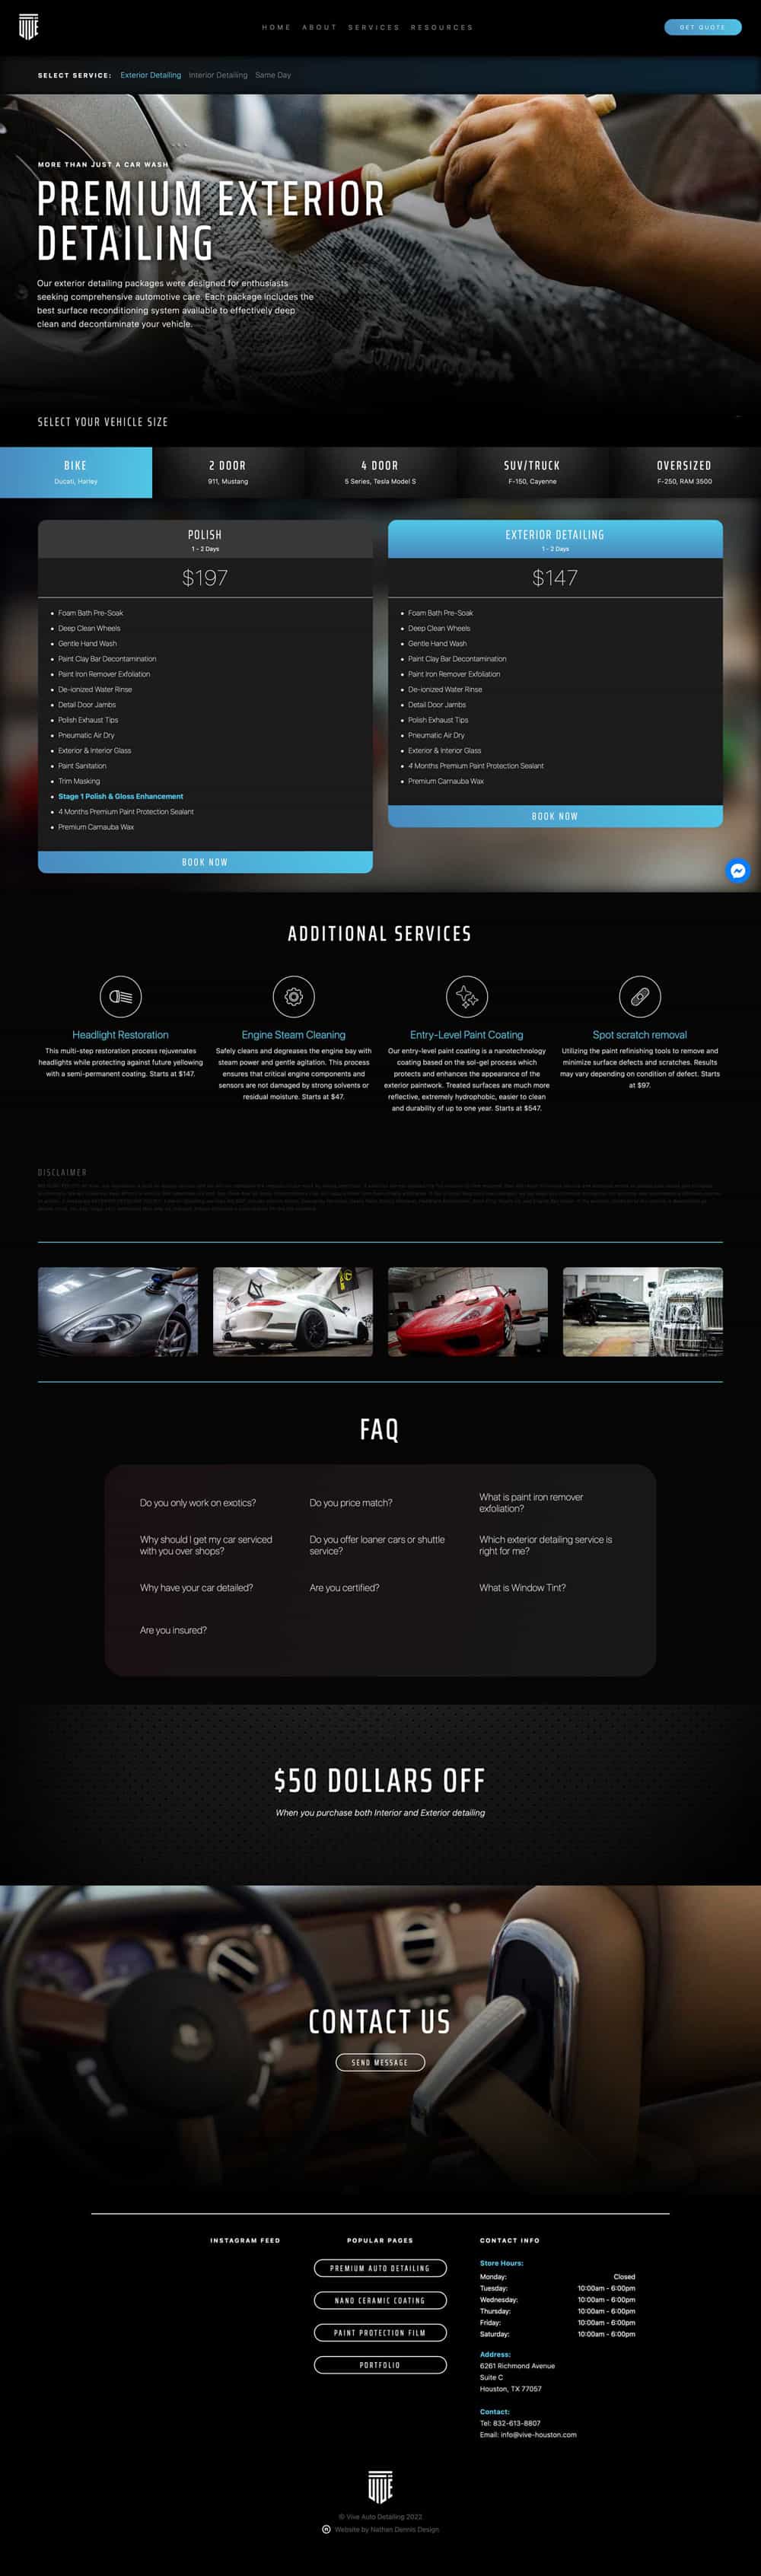 HOME ABOUT SERVICES RESOURCES
GET QUOTE
SELECT SERVICE: Exterior Detailing Interior Detailing Same Day
MORE THAN JUST A CAR WASH
PREMIUM EXTERIOR
DETAILING
Our exterior detailing packages were designed for enthusiasts
seeking comprehensive automotive care. Each package includes the
best surface reconditioning system available to effectively deep
clean and decontaminate your vehicle.
SELECT YOUR VEHICLE SIZE
BIKE
Ducati, Harley
2 DOOR
911, Mustang
4 DOOR
5 Series, Tesla Model S
SUV/TRUCK
F-150, Cayenne
OVERSIZED
F-250, RAM 3500
POLISH
1 - 2 Days
$197
• Foam Bath Pre-Soak
• Deep Clean Wheels
• Gentle Hand Wash
• Paint Clay Bar Decontamination
• Paint Iron Remover Exfoliation
• De-ionized Water Rinse
• Detail Door Jambs
• Polish Exhaust Tips
• Pneumatic Air Dry
• Exterior & Interior Glass
• Paint Sanitation
• Trim Masking
• Stage 1 Polish & Gloss Enhancement
• 4 Months Premium Paint Protection Sealant
• Premium Carnauba Wax
BOOK NOW
EXTERIOR DETAILING
1 - 2 Days
$147
• Foam Bath Pre-Soak
• Deep Clean Wheels
• Gentle Hand Wash
• Paint Clay Bar Decontamination
• Paint Iron Remover Exfoliation
• De-ionized Water Rinse
• Detail Door Jambs
• Polish Exhaust Tips
• Pneumatic Air Dry
• Exterior & Interior Glass
• 4 Months Premium Paint Protection Sealant
• Premium Carnauba Wax
BOOK NOW
ADDITIONAL SERVICES
Headlight Restoration
This multi-step restoration process rejuvenates
headlights while protecting against future yellowing
with a semi-permanent coating. Starts at $147.
Engine Steam Cleaning
Safely cleans and degreases the engine bay with
steam power and gentle agitation. This process
ensures that critical engine components and
sensors are not damaged by strong solvents or
residual moisture. Starts at $47.
Entry-Level Paint Coating
Our entry-level paint coating is a nanotechnology
coating based on the sol-gel process which
protects and enhances the appearance of the
exterior paintwork. Treated surfaces are much more
reflective, extremely hydrophobic, easier to clean
and durability of up to one year. Starts at $547.
Spot scratch removal
Utilizing the paint refinishing tools to remove and
minimize surface defects and scratches. Results
may vary depending on condition of defect. Starts
at $97.
DISCLAIMER
FAQ
Do you only work on exotics?
Do you price match?
What is paint iron remover
exfoliation?
Why should I get my car serviced
with you over shops?
Do you offer loaner cars or shuttle
service?
Which exterior detailing service is
right for me?
Why have your car detailed?
Are you certified?
What is Window Tint?
Are you insured?
$50 DOLLARS OFF
When you purchase both Interior and Exterior detailing
CONTACT US
SEND MESSAGE
INSTAGRAM FEED
POPULAR PAGES
PREMIUM AUTO DETAILING
NANO CERAMIC COATING
PAINT PROTECTION FILM
PORTFOLIO
CONTACT INFO
Store Hours:
Monday: Closed
Tuesday: 10:00am - 6:00pm
Wednesday: 10:00am - 6:00pm
Thursday: 10:00am - 6:00pm
Friday: 10:00am - 6:00pm
Saturday: 10:00am - 6:00pm
Address:
6261 Richmond Avenue
Suite C
Houston, TX 77057
Contact:
Tel: 832-613-8807
Email: info@vive-houston.com
© Vive Auto Detailing 2022
Website by Nathan Dennis Design